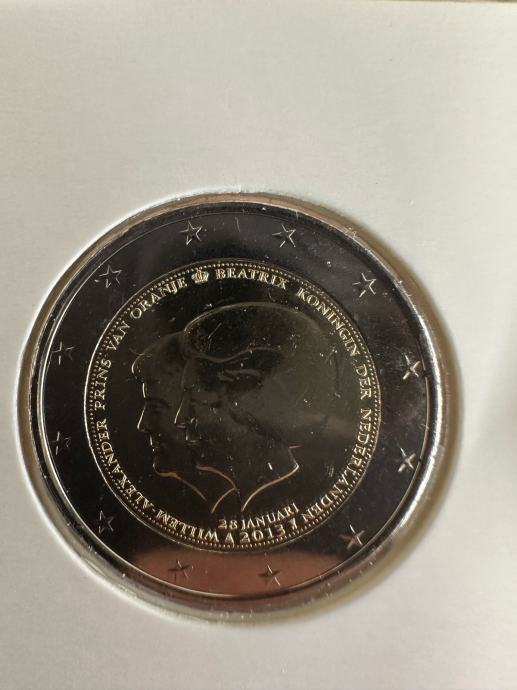 WILLEM-ALEXANDER PRINS VAN ORANJE BEATRIX KONINGIN DER NEDERLANDEN
28 JANUARI
2013